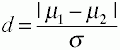 d = | μ₁ − μ₂ | / σ